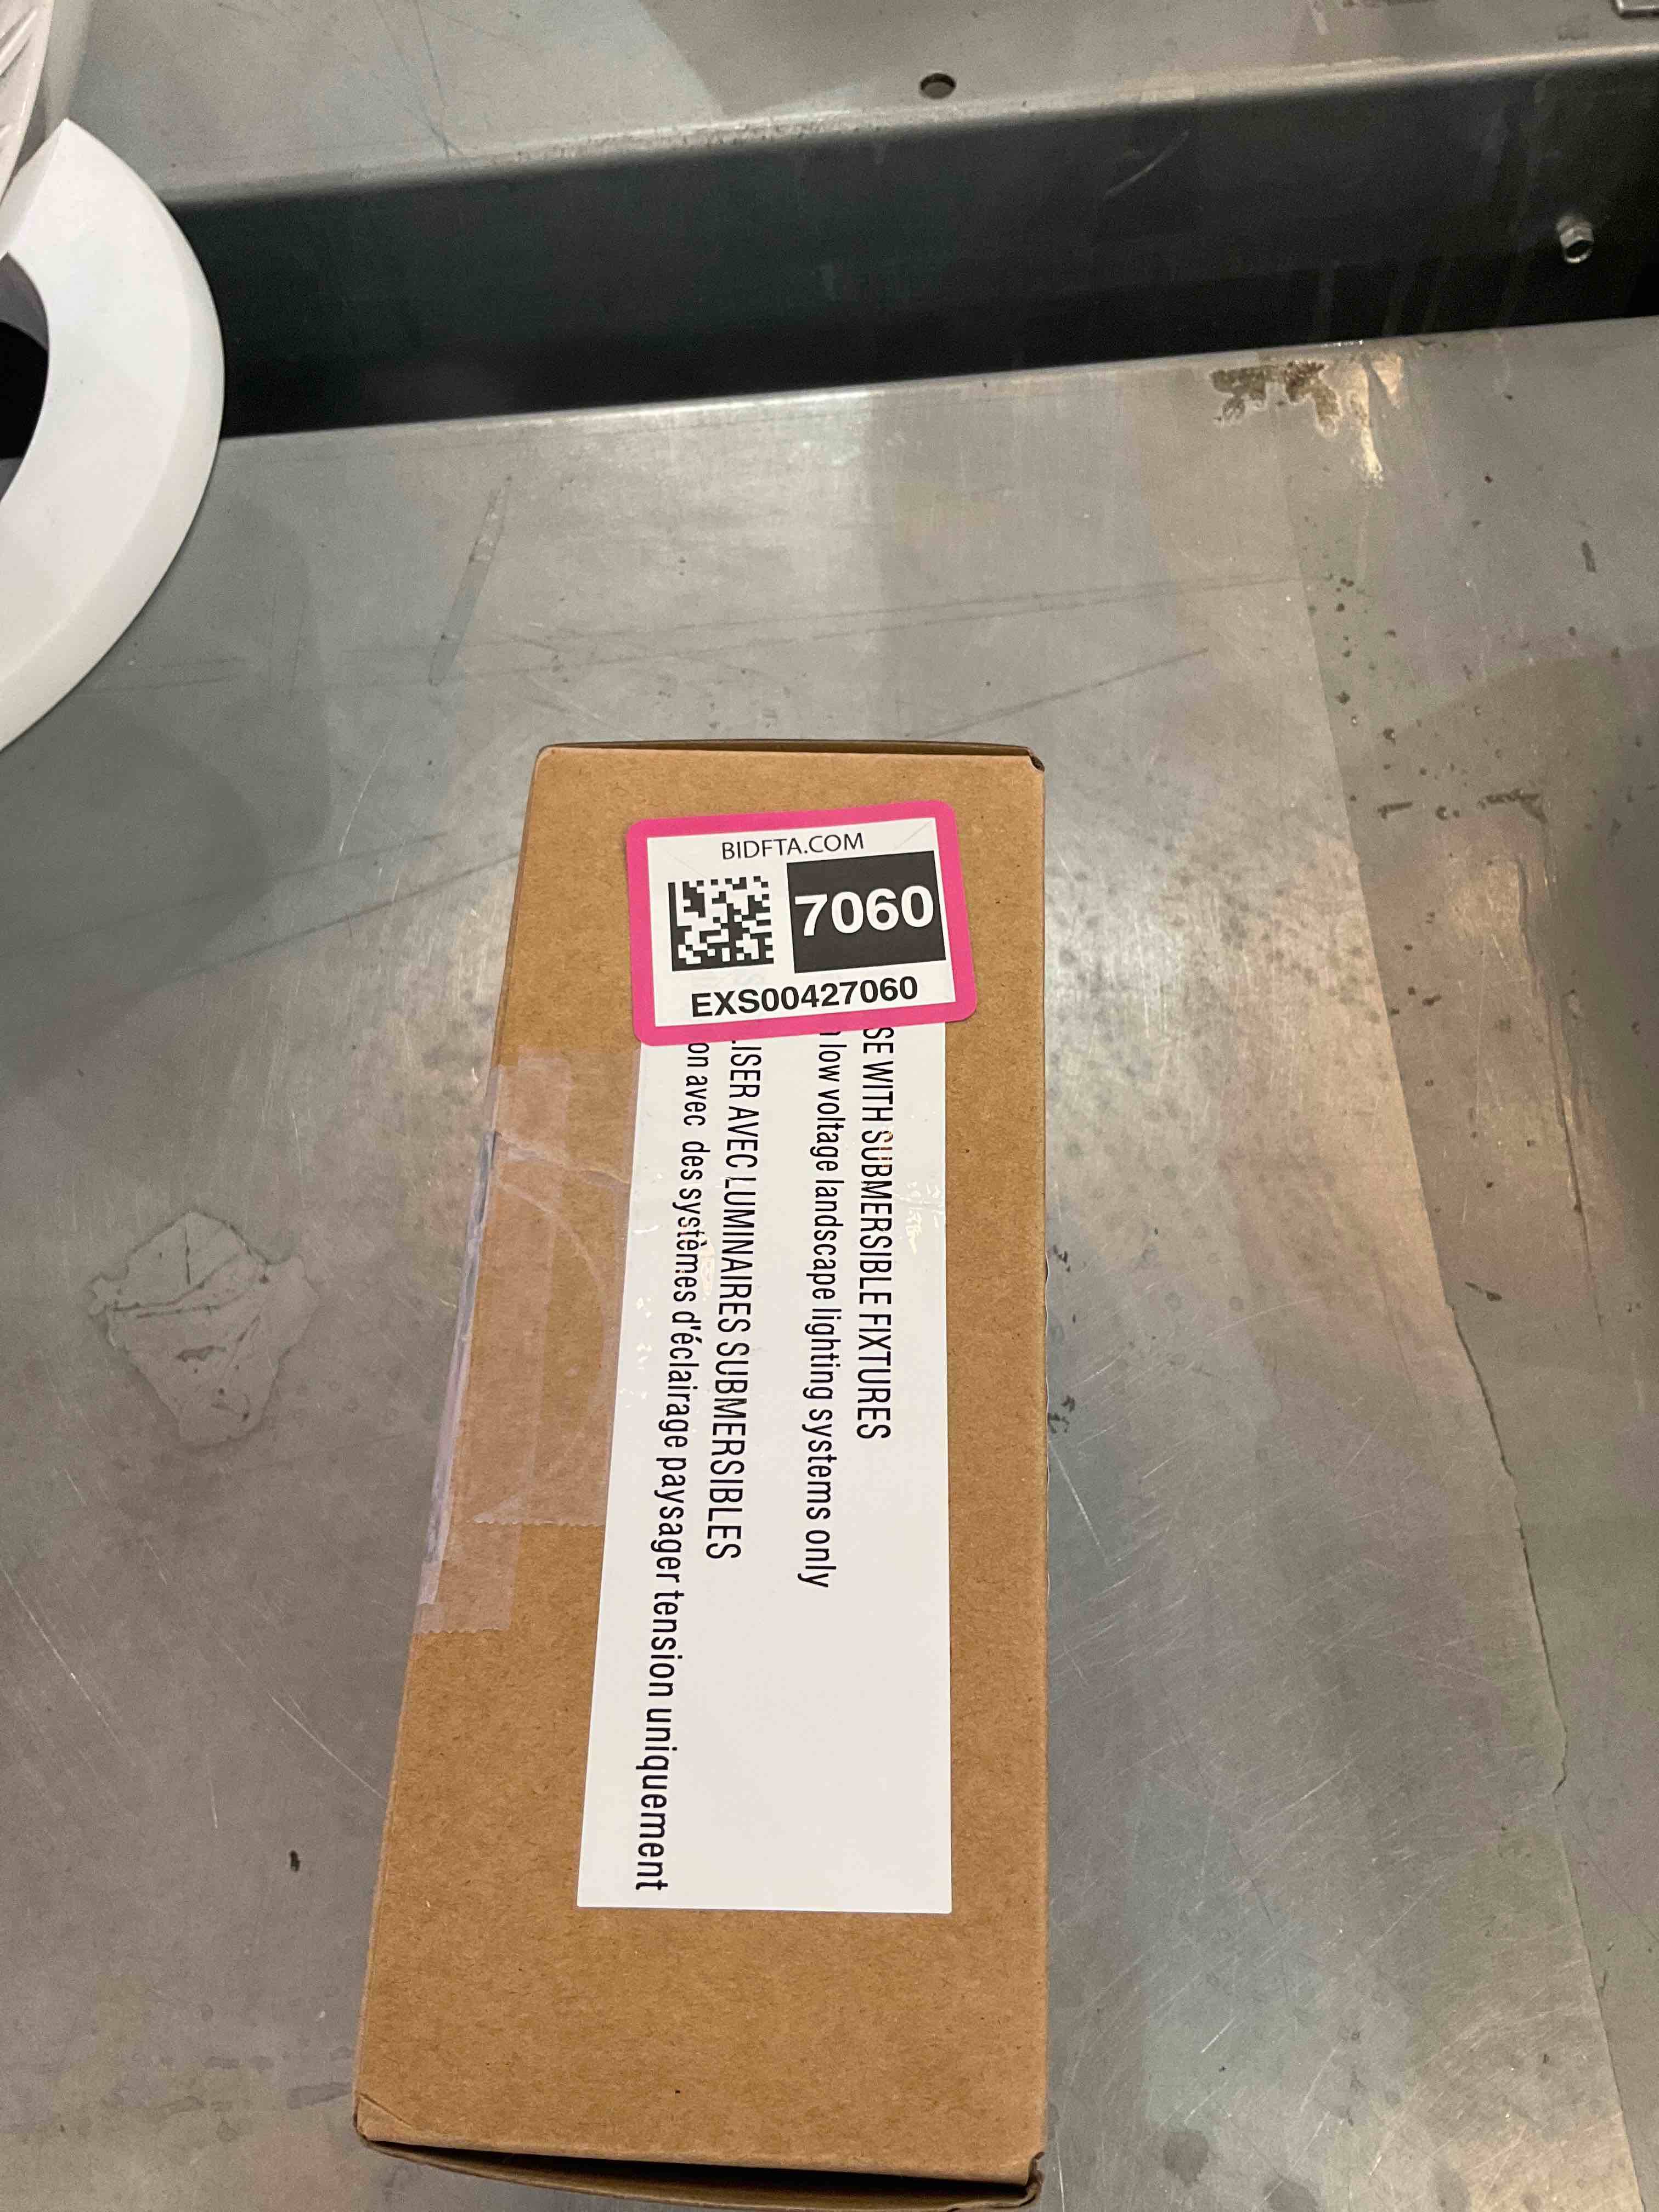 BIDFTA.COM
7060
EXS00427060
SE WITH SUBMERSIBLE FIXTURES
low voltage landscape lighting systems only
ISER AVEC LUMINAIRES SUBMERSIBLES
on avec des systèmes d'éclairage paysager tension uniquement